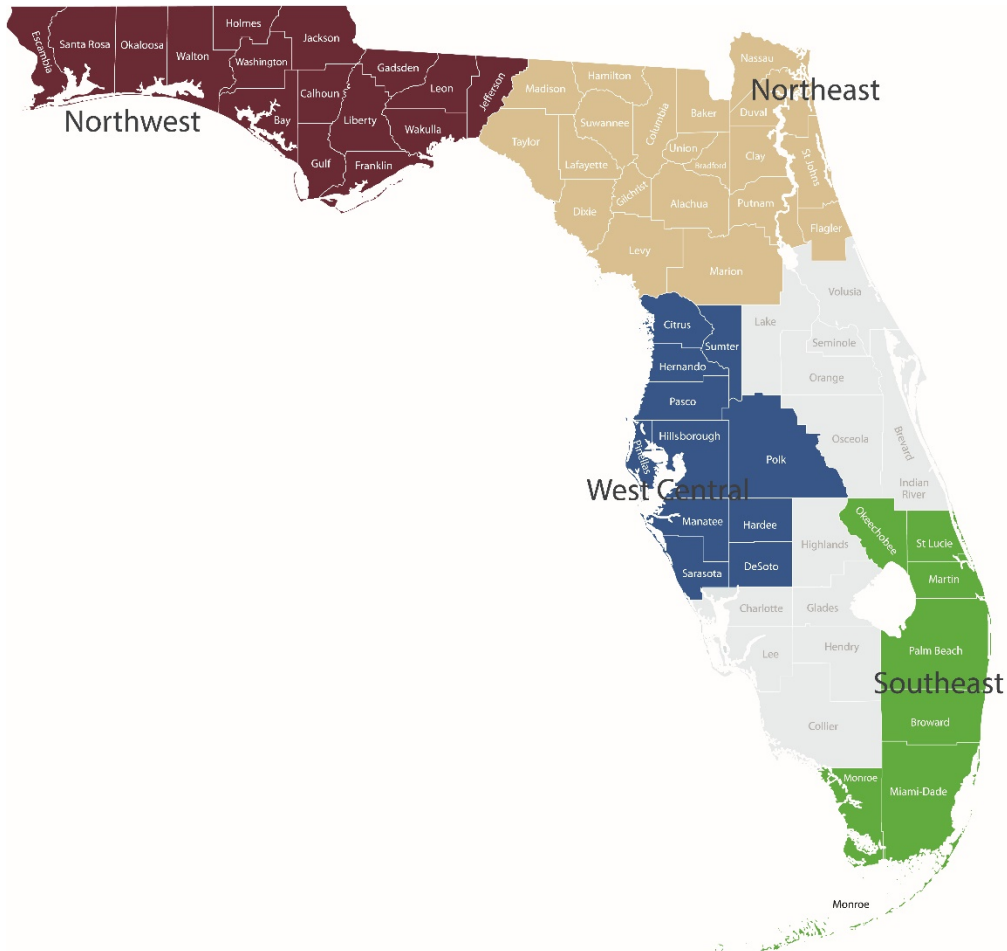 Escambia
Santa Rosa
Okaloosa
Walton
Holmes
Washington
Jackson
Bay
Calhoun
Gulf
Liberty
Gadsden
Franklin
Leon
Wakulla
Jefferson
Northwest
Madison
Hamilton
Taylor
Suwannee
Lafayette
Columbia
Baker
Nassau
Duval
Northeast
Union
Bradford
Clay
St Johns
Gilchrist
Dixie
Alachua
Putnam
Flagler
Levy
Marion
Volusia
Citrus
Sumter
Lake
Seminole
Hernando
Orange
Pasco
Hillsborough
Pinellas
Polk
Osceola
Brevard
Indian
River
West Central
Manatee
Hardee
Highlands
Okeechobee
St Lucie
Sarasota
DeSoto
Martin
Charlotte
Glades
Lee
Hendry
Palm Beach
Southeast
Collier
Broward
Monroe
Miami-Dade
Monroe